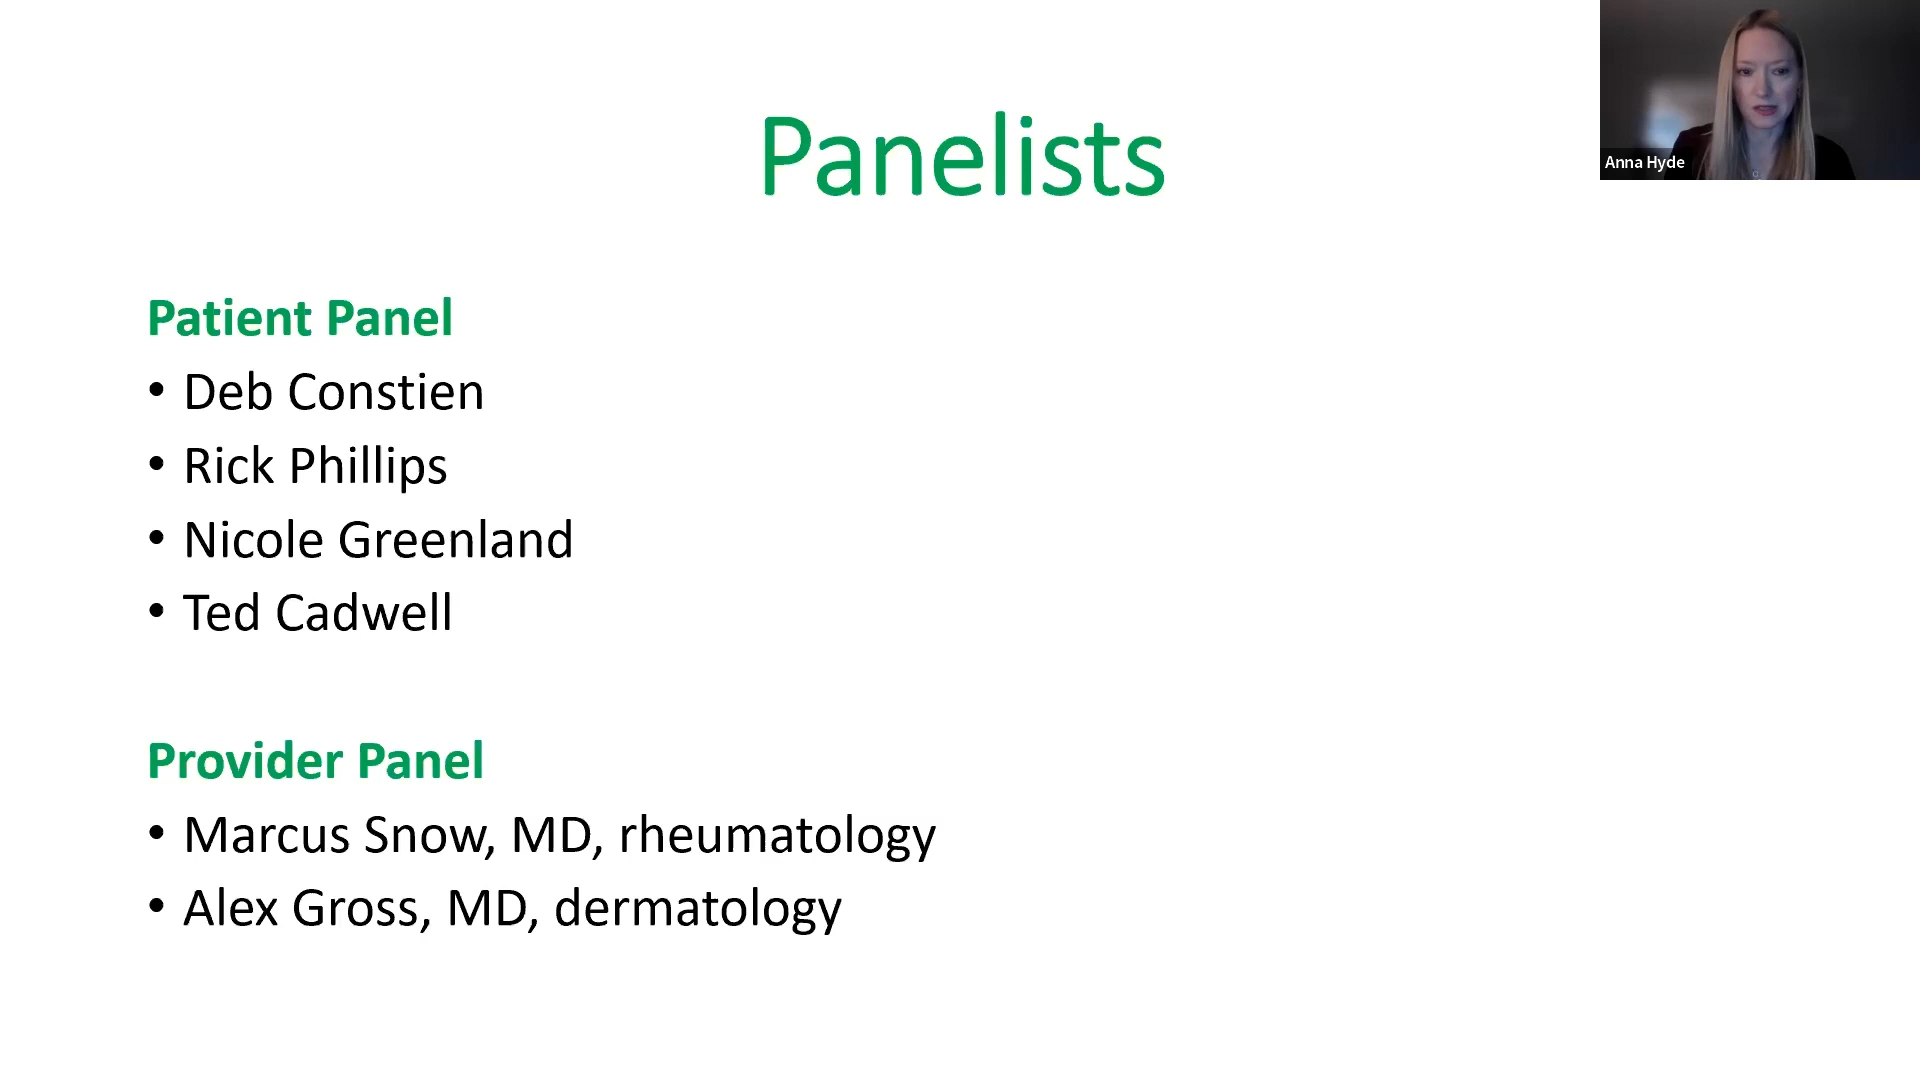 Panelists
Anna Hyde
Patient Panel
• Deb Constien
• Rick Phillips
• Nicole Greenland
• Ted Cadwell
Provider Panel
• Marcus Snow, MD, rheumatology
• Alex Gross, MD, dermatology